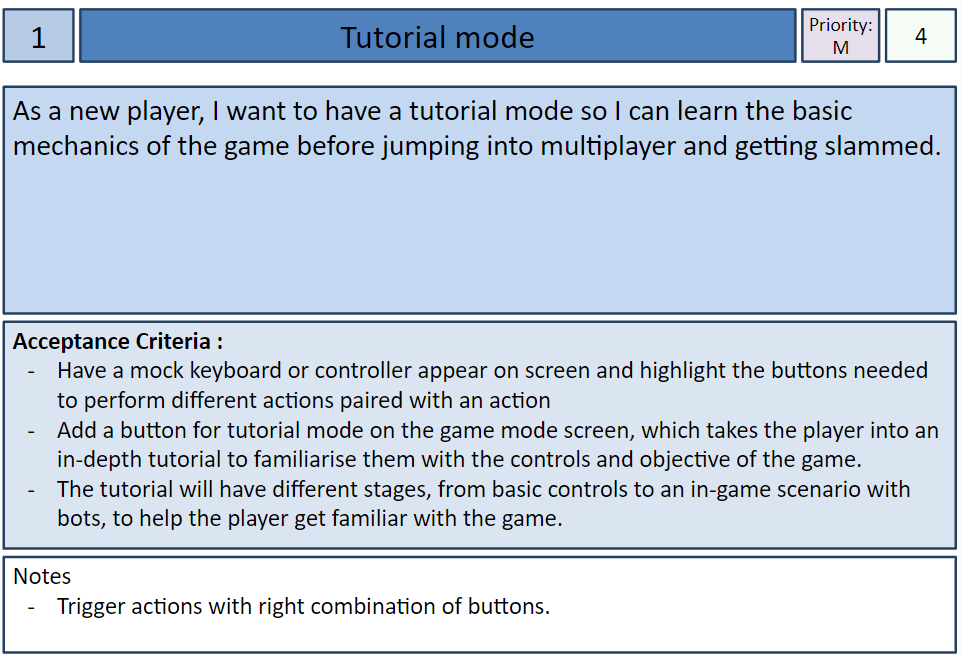 1
Tutorial mode
Priority:
M
4
As a new player, I want to have a tutorial mode so I can learn the basic
mechanics of the game before jumping into multiplayer and getting slammed.
Acceptance Criteria :
- Have a mock keyboard or controller appear on screen and highlight the buttons needed
to perform different actions paired with an action
- Add a button for tutorial mode on the game mode screen, which takes the player into an
in-depth tutorial to familiarise them with the controls and objective of the game.
- The tutorial will have different stages, from basic controls to an in-game scenario with
bots, to help the player get familiar with the game.
Notes
- Trigger actions with right combination of buttons.